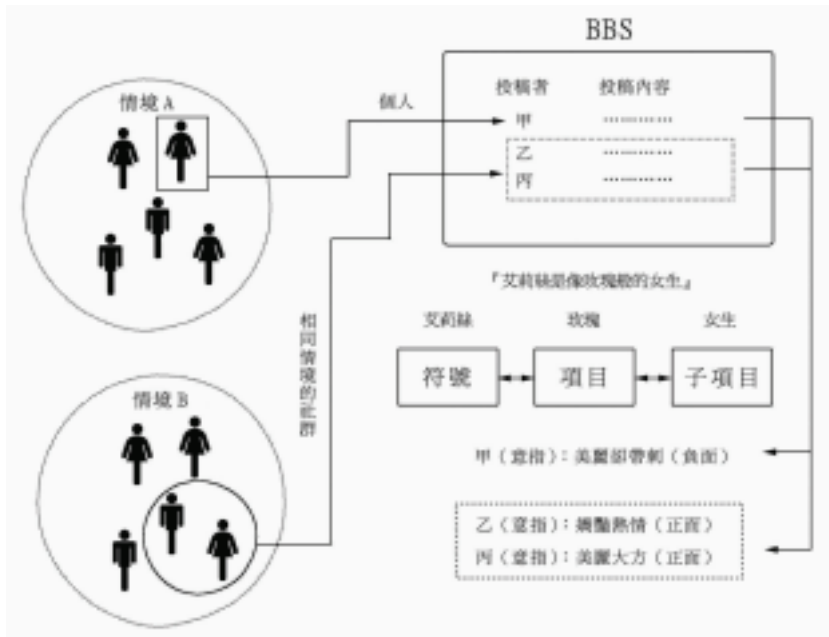 BBS
情境 A
個人
投稿者 投稿內容
甲 …………
乙 …………
丙 …………
相同情境的社群
『艾莉絲是像玫瑰般的女生』
艾莉絲 玫瑰 女生
符號 項目 子項目
情境 B
甲(意指):美麗卻帶刺(負面)
乙(意指):嬌豔熱情(正面)
丙(意指):美麗大方(正面)